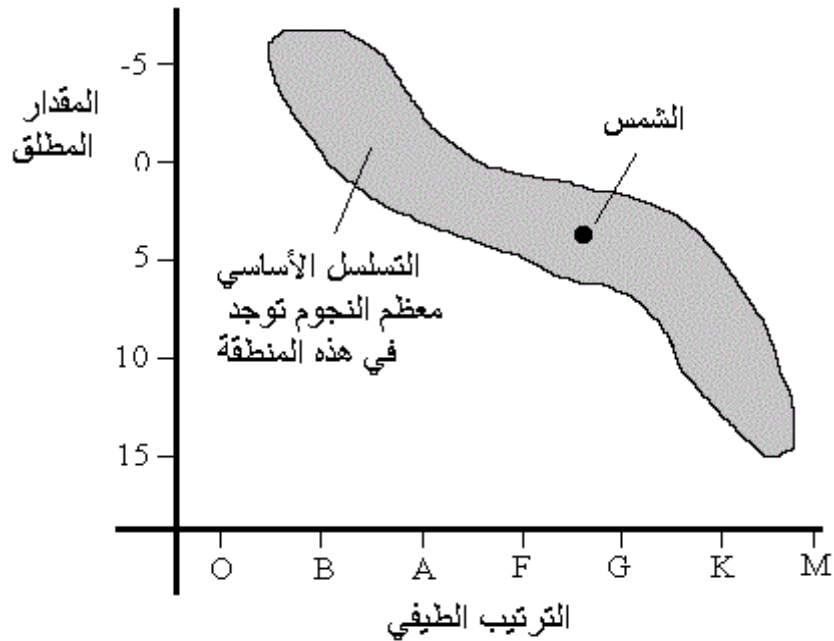 -5
0
5
10
15
المقدار
المطلق
الشمس
التسلسل الأساسي
معظم النجوم توجد
في هذه المنطقة
O B A F G K M
الترتيب الطيفي